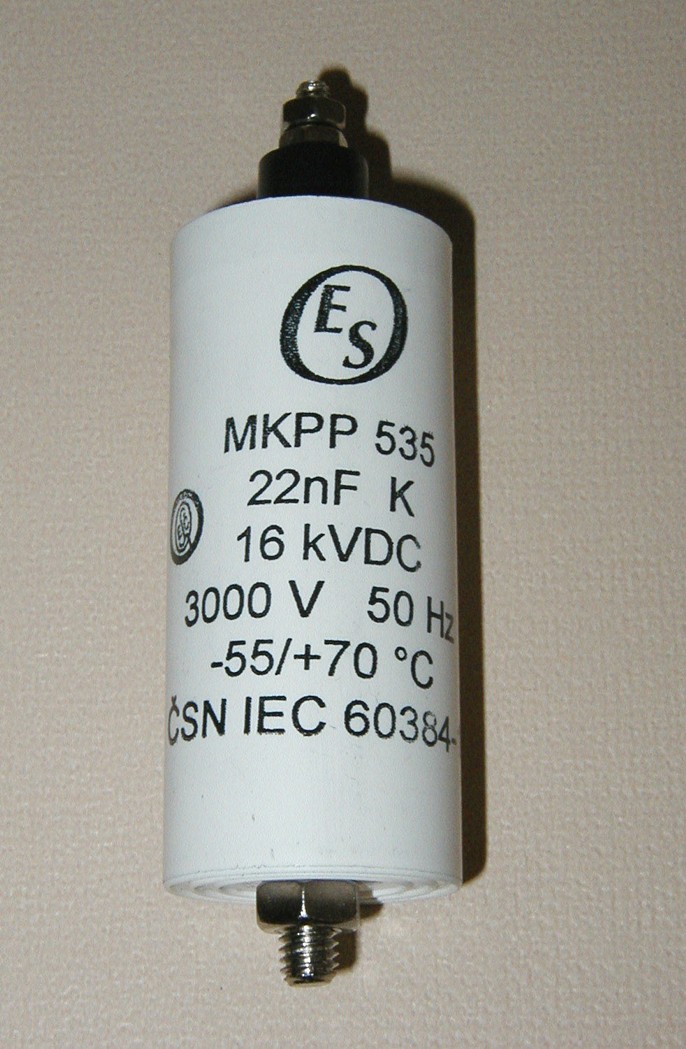 ES
MKPP 535
22nF K
16 kVDC
3000 V 50 Hz
-55/+70 °C
ČSN IEC 60384-